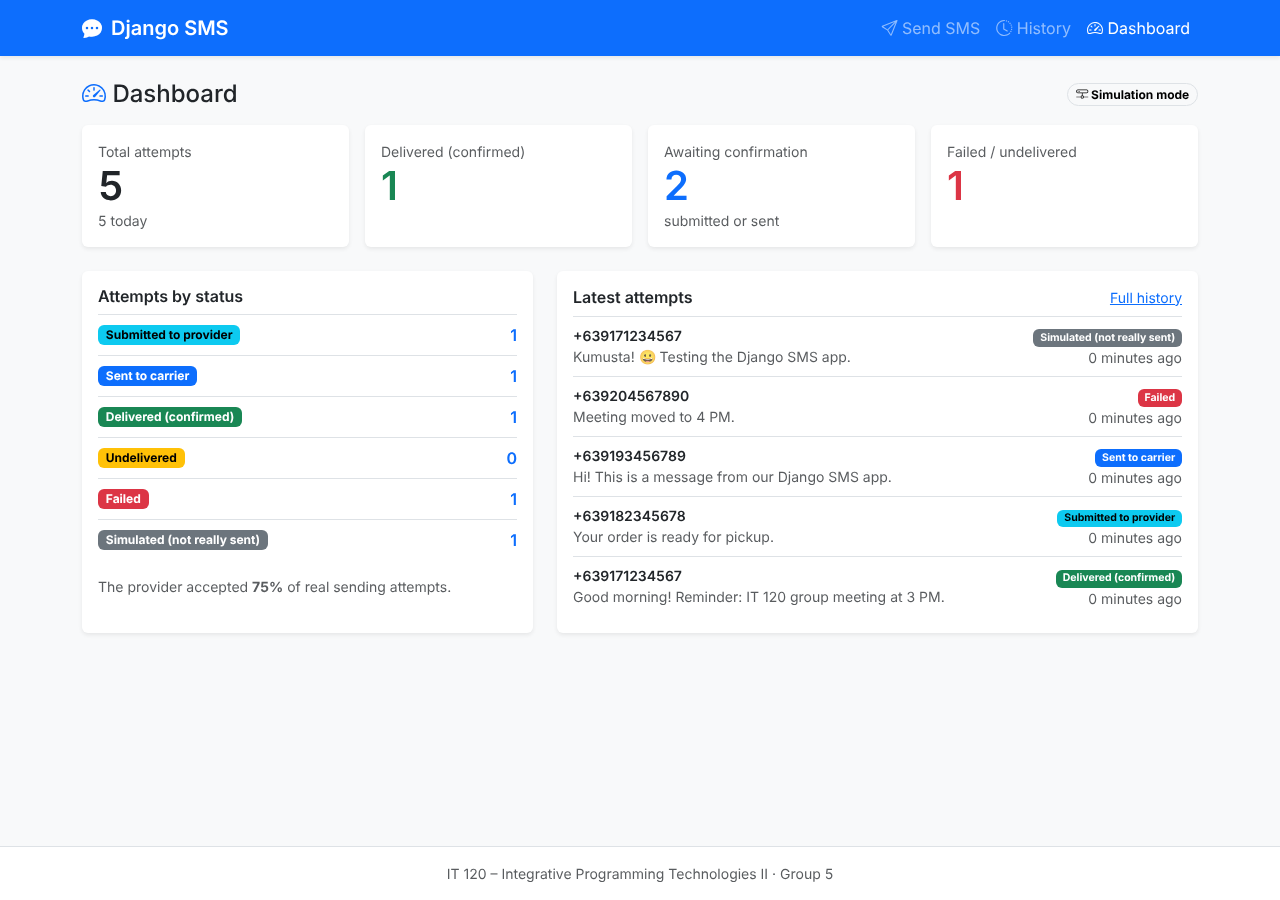 Django SMS
Send SMS
History
Dashboard
Dashboard
Simulation mode
Total attempts
5
5 today
Delivered (confirmed)
1
Awaiting confirmation
2
submitted or sent
Failed / undelivered
1
Attempts by status
Submitted to provider 1
Sent to carrier 1
Delivered (confirmed) 1
Undelivered 0
Failed 1
Simulated (not really sent) 1
The provider accepted 75% of real sending attempts.
Latest attempts
Full history
+639171234567 Simulated (not really sent)
Kumusta! 😀 Testing the Django SMS app. 0 minutes ago
+639204567890 Failed
Meeting moved to 4 PM. 0 minutes ago
+639193456789 Sent to carrier
Hi! This is a message from our Django SMS app. 0 minutes ago
+639182345678 Submitted to provider
Your order is ready for pickup. 0 minutes ago
+639171234567 Delivered (confirmed)
Good morning! Reminder: IT 120 group meeting at 3 PM. 0 minutes ago
IT 120 – Integrative Programming Technologies II · Group 5